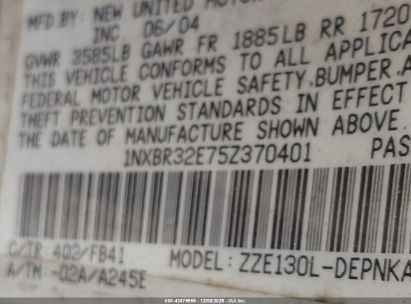 MFD.BY: NEW UNITED MOTOR
INC. 06/04
GVWR 3585LB GAWR FR 1885LB RR 1720
THIS VEHICLE CONFORMS TO ALL APPLICA
FEDERAL MOTOR VEHICLE SAFETY,BUMPER,A
THEFT PREVENTION STANDARDS IN EFFECT
THE DATE OF MANUFACTURE SHOWN ABOVE.
1NXBR32E75Z370401 PAS
C/TR: 4Q2/FB41
MODEL: ZZE130L-DEPNKA
A/TM: -02A/A245E